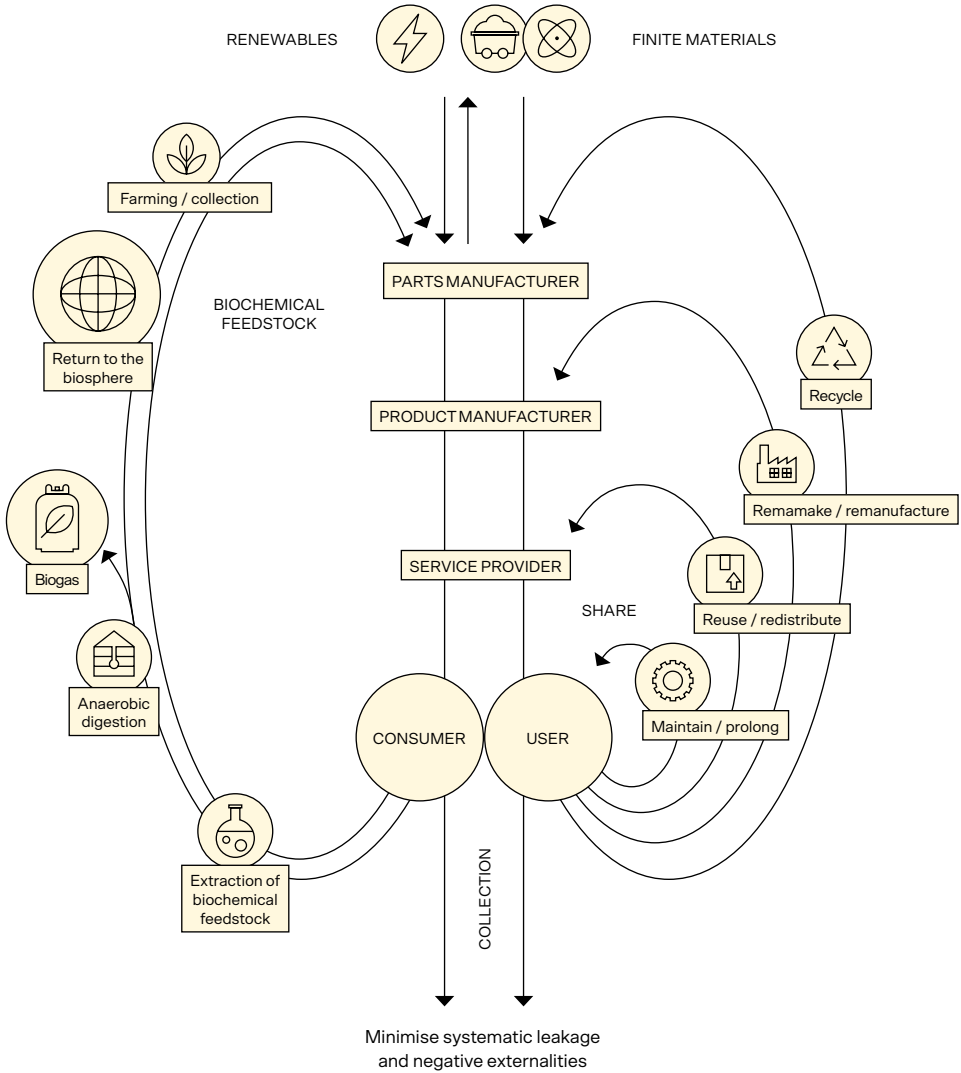 RENEWABLES
FINITE MATERIALS
Farming / collection
PARTS MANUFACTURER
BIOCHEMICAL
FEEDSTOCK
Return to the
biosphere
Recycle
PRODUCT MANUFACTURER
Remamake / remanufacture
Biogas
SERVICE PROVIDER
SHARE
Reuse / redistribute
Anaerobic
digestion
Maintain / prolong
CONSUMER
USER
Extraction of
biochemical
feedstock
COLLECTION
Minimise systematic leakage
and negative externalities